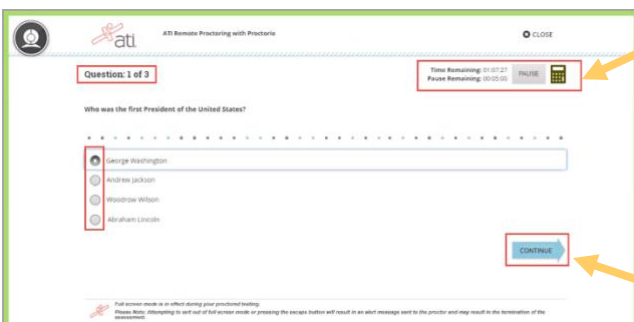 ati
ATI Remote Proctoring with Proctorio
CLOSE
Question: 1 of 3
Time Remaining: 01:07:27
Pause Remaining: 00:05:00
PAUSE
Who was the first President of the United States?
George Washington
Andrew Jackson
Woodrow Wilson
Abraham Lincoln
CONTINUE
Full screen mode is in effect during your proctored testing.
Please Note: Attempting to exit out of full screen mode or pressing the escape button will result in an alert message sent to the proctor and may result in the termination of the
assessment.